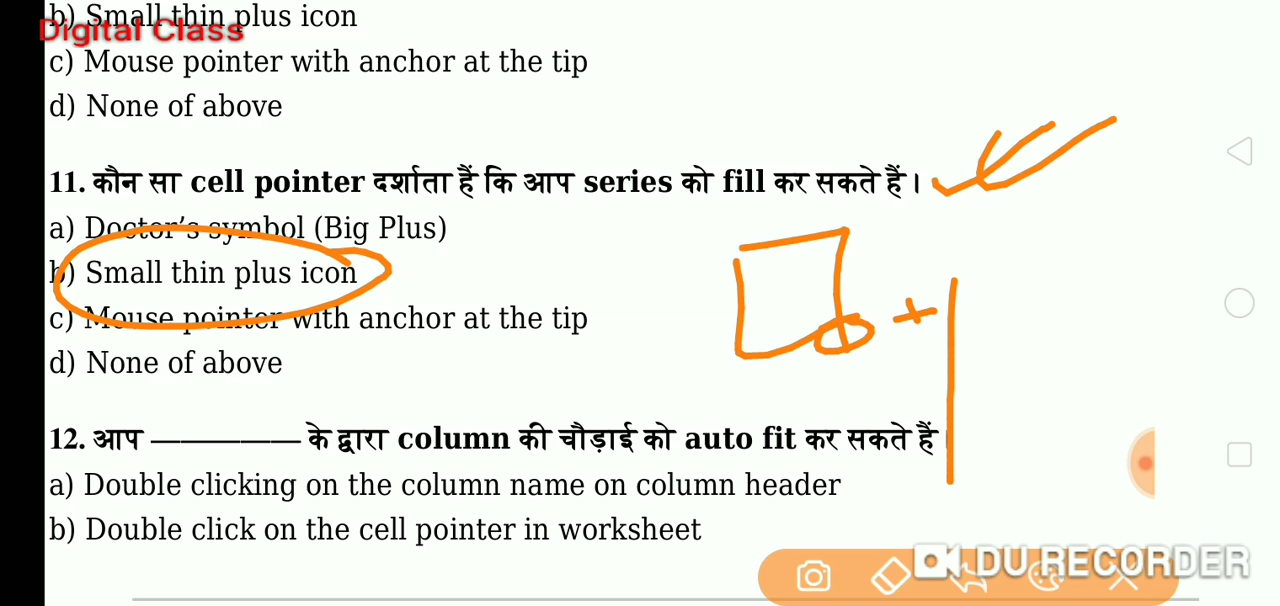 b) Small thin plus icon
Digital Class
c) Mouse pointer with anchor at the tip
d) None of above
11. कौन सा cell pointer दर्शाता हैं कि आप series को fill कर सकते हैं।
a) Doctor's symbol (Big Plus)
b) Small thin plus icon
c) Mouse pointer with anchor at the tip
d) None of above
12. आप —————— के द्वारा column की चौड़ाई को auto fit कर सकते हैं
a) Double clicking on the column name on column header
b) Double click on the cell pointer in worksheet
DU RECORDER